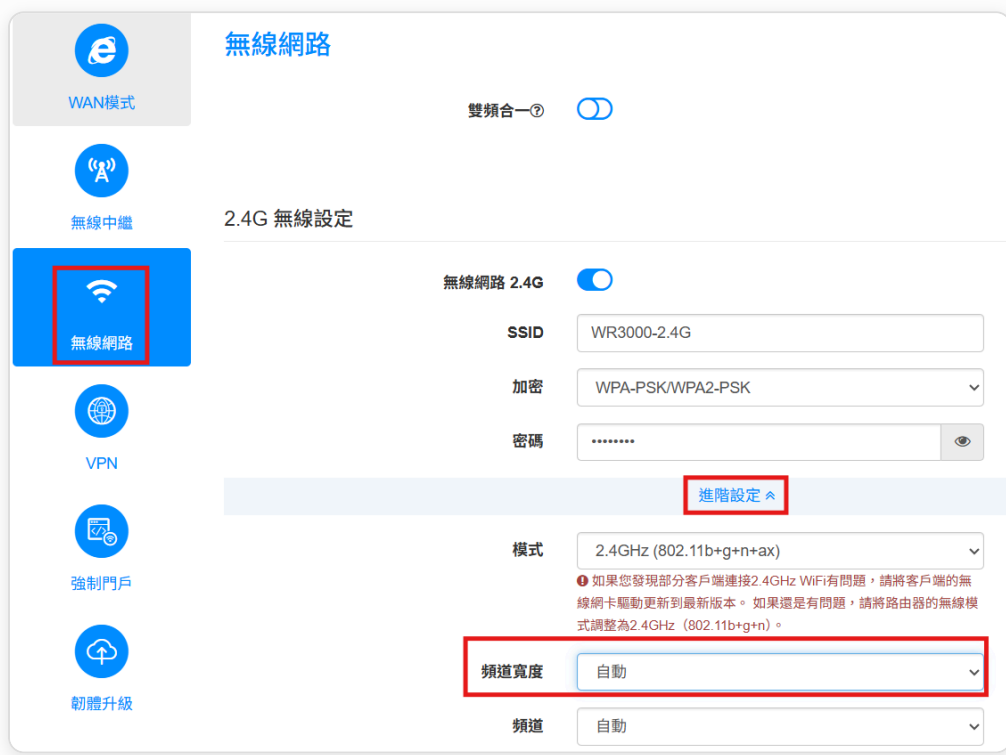 WAN模式
無線中繼
無線網路
VPN
強制門戶
韌體升級
無線網路
雙頻合一?
2.4G 無線設定
無線網路 2.4G
SSID
WR3000-2.4G
加密
WPA-PSK/WPA2-PSK
密碼
••••••••
進階設定
模式
2.4GHz (802.11b+g+n+ax)
如果您發現部分客戶端連接2.4GHz WiFi有問題，請將客戶端的無
線網卡驅動更新到最新版本。 如果還是有問題，請將路由器的無線模
式調整為2.4GHz（802.11b+g+n）。
頻道寬度
自動
頻道
自動